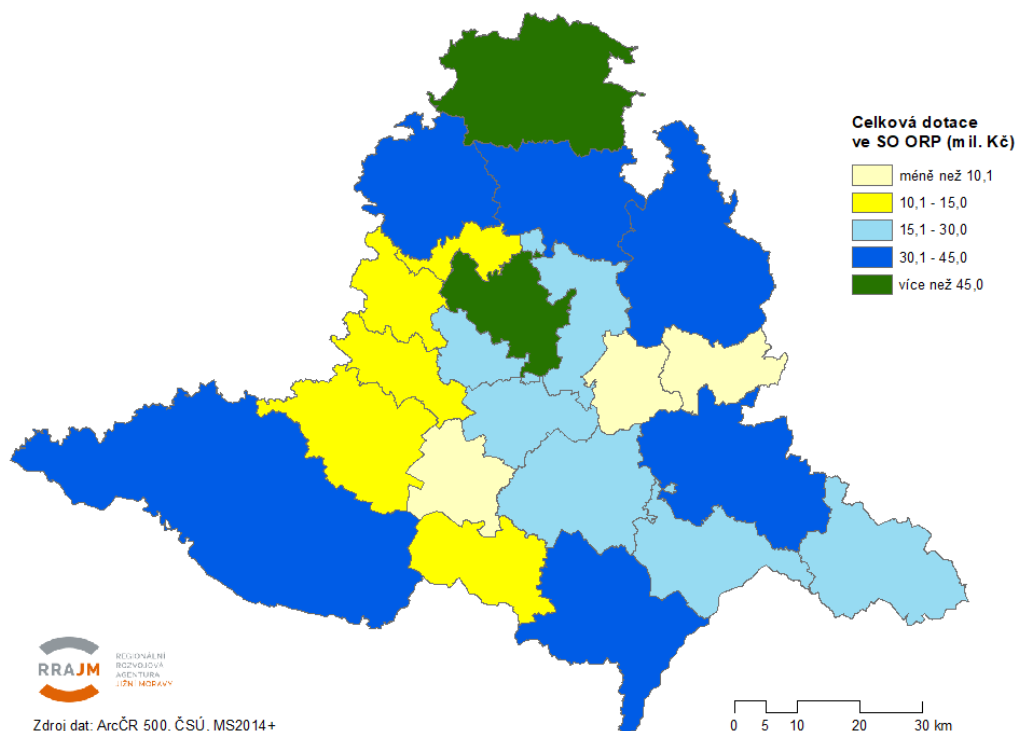 Celková dotace
ve SO ORP (mil. Kč)
méně než 10,1
10,1 - 15,0
15,1 - 30,0
30,1 - 45,0
více než 45,0
RRAJM
REGIONÁLNÍ
ROZVOJOVÁ
AGENTURA
JIŽNÍ MORAVY
Zdroj dat: ArcČR 500, ČSÚ, MS2014+
0 5 10 20 30 km